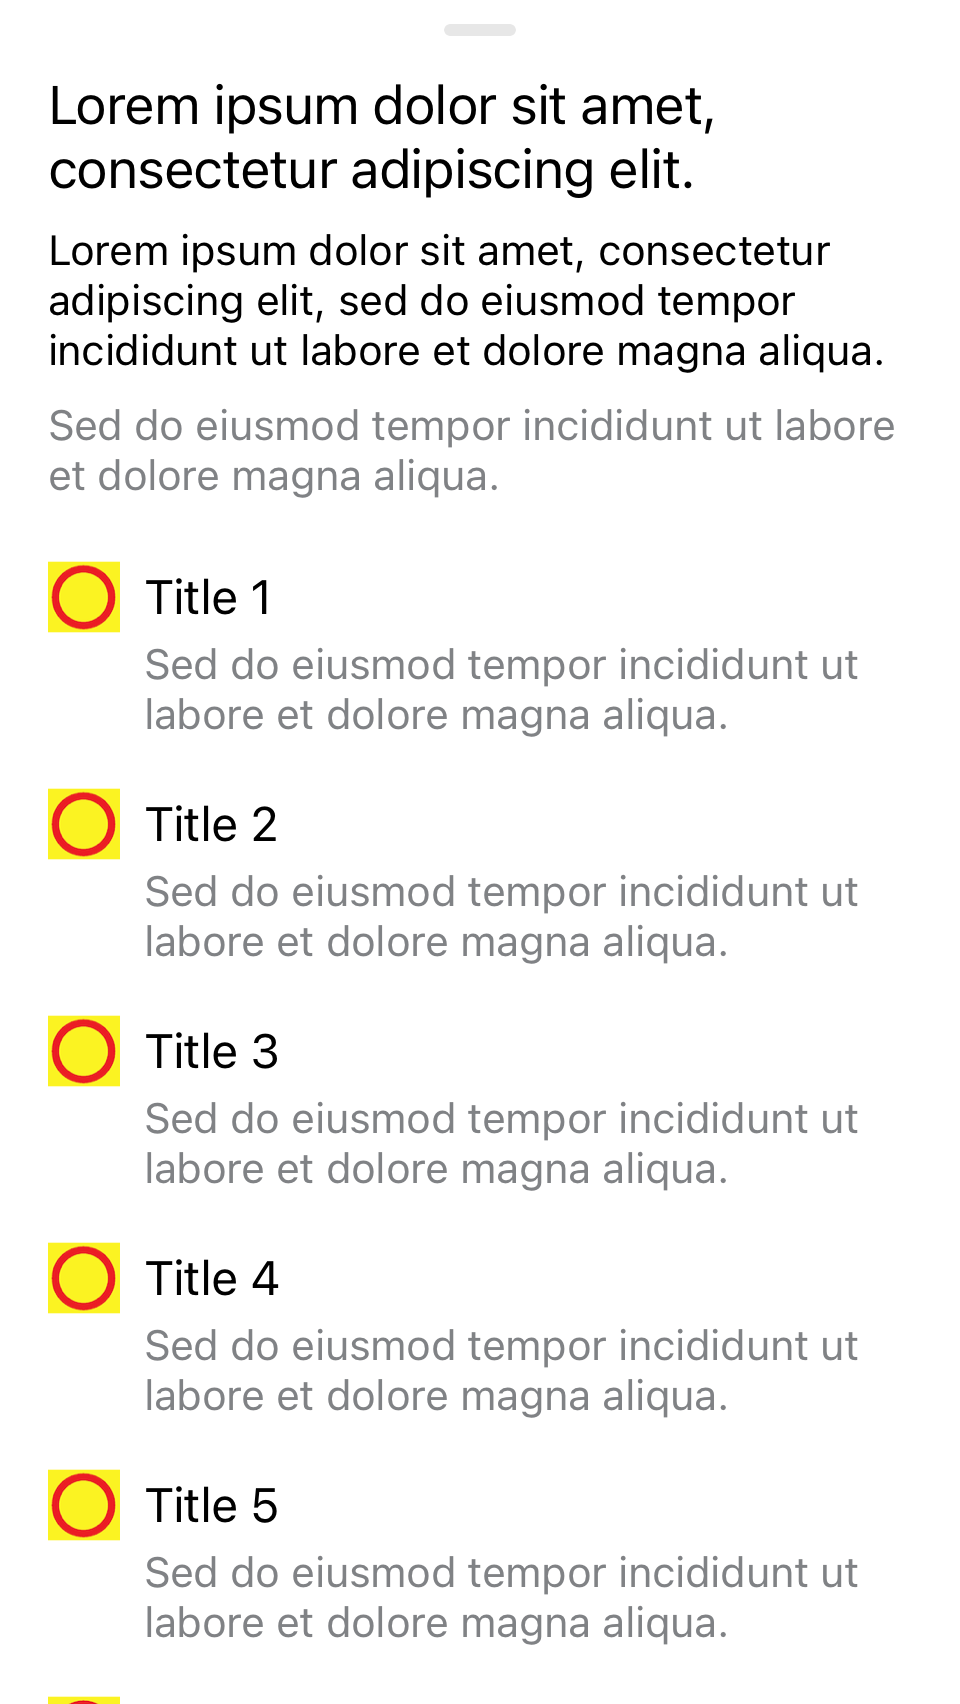 Lorem ipsum dolor sit amet,
consectetur adipiscing elit.
Lorem ipsum dolor sit amet, consectetur
adipiscing elit, sed do eiusmod tempor
incididunt ut labore et dolore magna aliqua.
Sed do eiusmod tempor incididunt ut labore
et dolore magna aliqua.
Title 1
Sed do eiusmod tempor incididunt ut
labore et dolore magna aliqua.
Title 2
Sed do eiusmod tempor incididunt ut
labore et dolore magna aliqua.
Title 3
Sed do eiusmod tempor incididunt ut
labore et dolore magna aliqua.
Title 4
Sed do eiusmod tempor incididunt ut
labore et dolore magna aliqua.
Title 5
Sed do eiusmod tempor incididunt ut
labore et dolore magna aliqua.